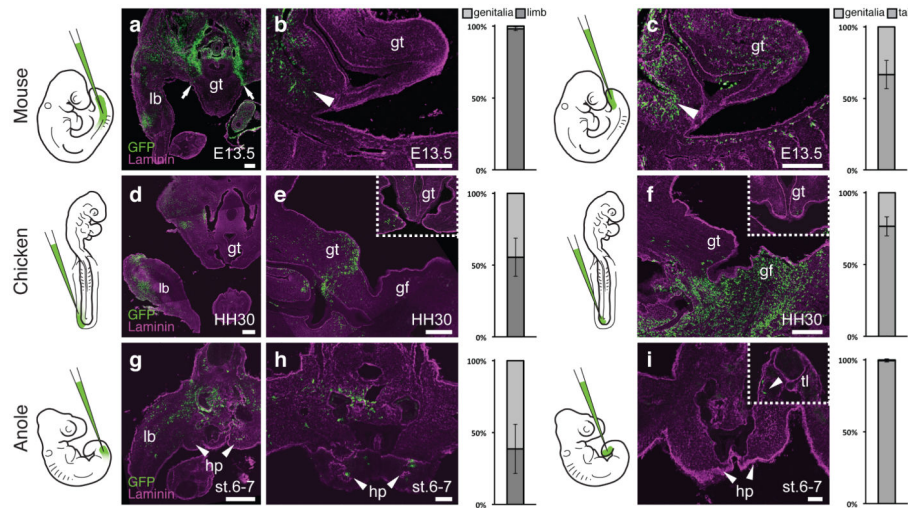 genitalia limb
genitalia ta
Mouse
a
gt
lb
GFP
Laminin
E13.5
b
gt
E13.5
100%
50%
0%
c
gt
E13.5
100%
50%
0%
Chicken
d
gt
lb
GFP
Laminin
HH30
e
gt
gt
gf
HH30
100%
50%
0%
f
gt
gt
gf
HH30
100%
50%
0%
Anole
g
lb
hp
GFP
Laminin
st.6-7
h
hp
st.6-7
100%
50%
0%
i
tl
hp
st.6-7
100%
50%
0%